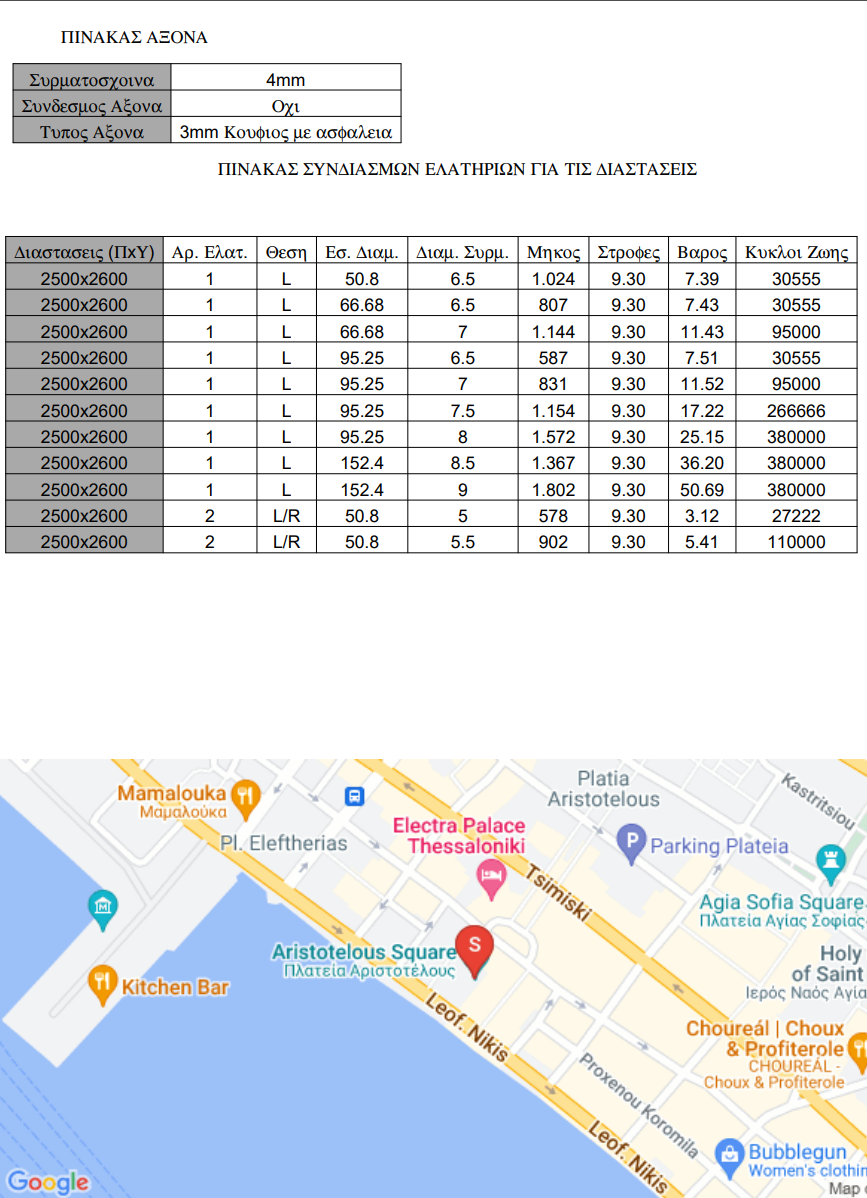 ΠΙΝΑΚΑΣ ΑΞΟΝΑ
Συρματοσχοινα 4mm
Συνδεσμος Αξονα Οχι
Τυπος Αξονα 3mm Κουφιος με ασφαλεια
ΠΙΝΑΚΑΣ ΣΥΝΔΙΑΣΜΩΝ ΕΛΑΤΗΡΙΩΝ ΓΙΑ ΤΙΣ ΔΙΑΣΤΑΣΕΙΣ
Διαστασεις (ΠxΥ) Αρ. Ελατ. Θεση Εσ. Διαμ. Διαμ. Συρμ. Μηκος Στροφες Βαρος Κυκλοι Ζωης
2500x2600 1 L 50.8 6.5 1.024 9.30 7.39 30555
2500x2600 1 L 66.68 6.5 807 9.30 7.43 30555
2500x2600 1 L 66.68 7 1.144 9.30 11.43 95000
2500x2600 1 L 95.25 6.5 587 9.30 7.51 30555
2500x2600 1 L 95.25 7 831 9.30 11.52 95000
2500x2600 1 L 95.25 7.5 1.154 9.30 17.22 266666
2500x2600 1 L 95.25 8 1.572 9.30 25.15 380000
2500x2600 1 L 152.4 8.5 1.367 9.30 36.20 380000
2500x2600 1 L 152.4 9 1.802 9.30 50.69 380000
2500x2600 2 L/R 50.8 5 578 9.30 3.12 27222
2500x2600 2 L/R 50.8 5.5 902 9.30 5.41 110000
Platia
Aristotelous
Kastritsiou
Mamalouka
Μαμαλούκα
Electra Palace
Thessaloniki
Pl. Eleftherias
P
Parking Plateia
Tsimiski
Agia Sofia Square
Πλατεία Αγίας Σοφίας
S
Aristotelous Square
Πλατεία Αριστοτέλους
Holy
of Saint
Ιερός Ναός Αγία
Kitchen Bar
Leof. Nikis
Choureál | Choux
& Profiterole
CHOUREÁL -
Choux & Profiterole
Proxenou Koromila
Leof. Nikis
Bubblegun
Women's clothin
Google
Map